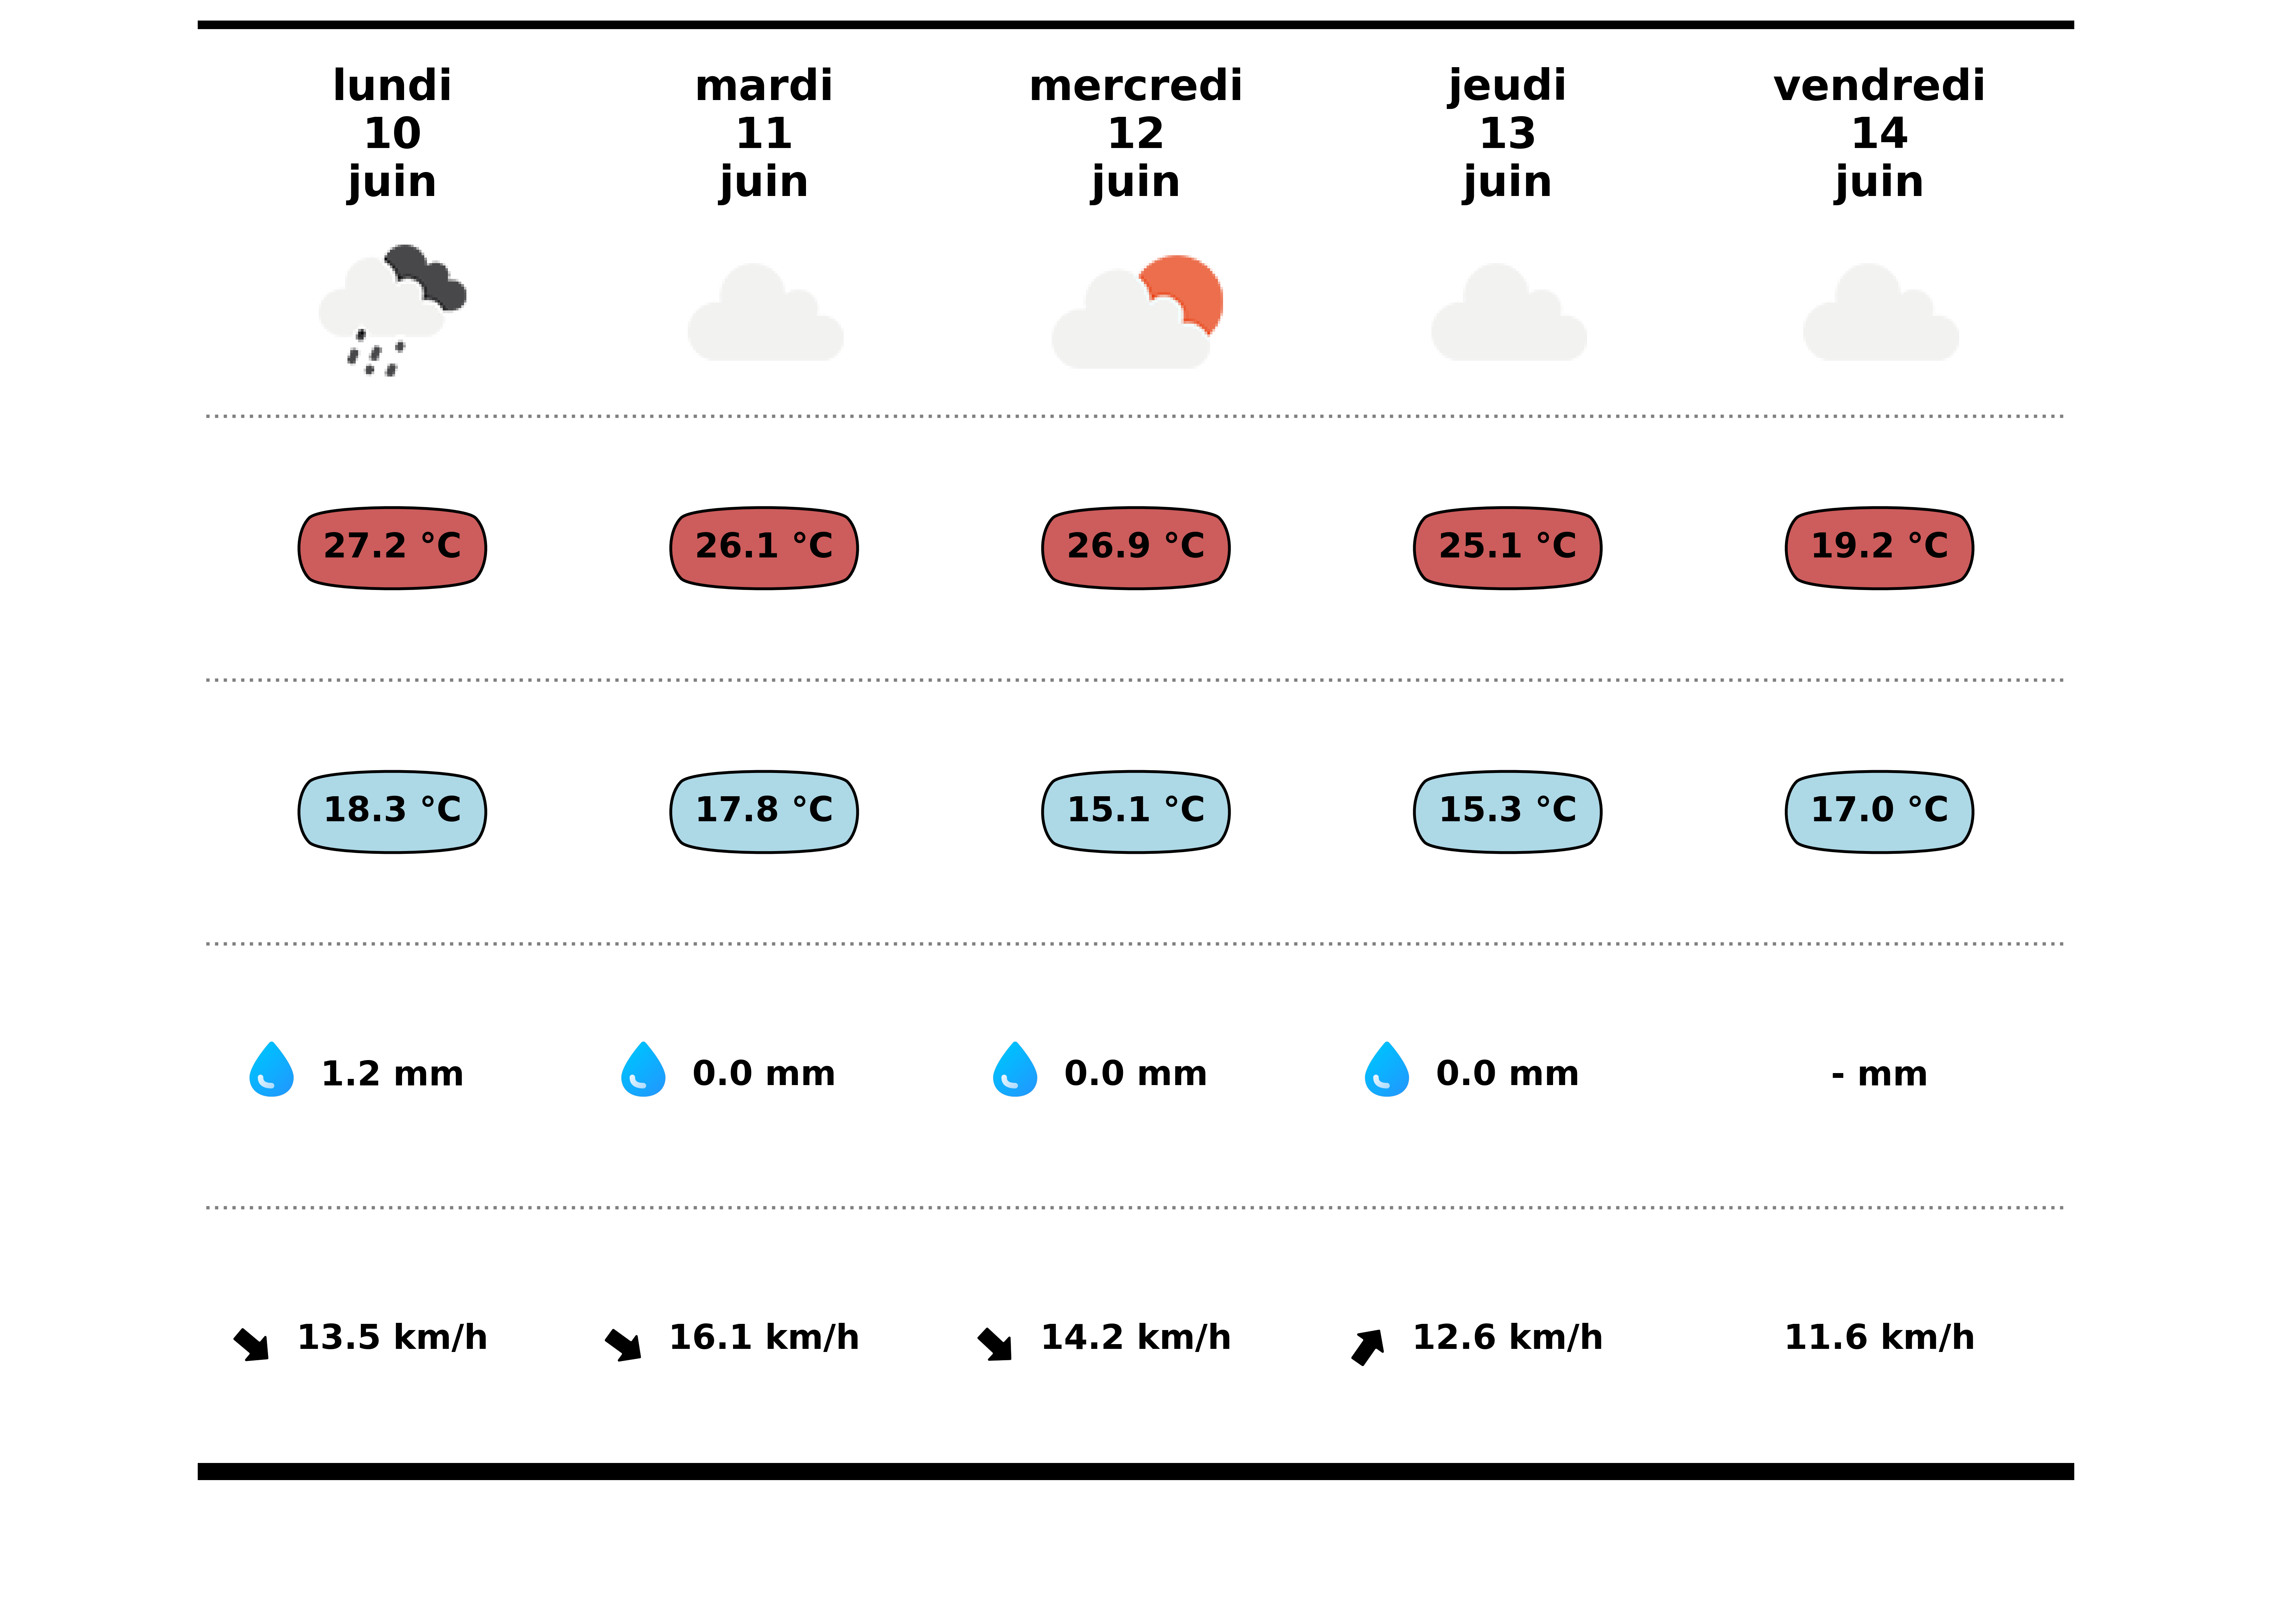 lundi
10
juin
mardi
11
juin
mercredi
12
juin
jeudi
13
juin
vendredi
14
juin
27.2 °C
26.1 °C
26.9 °C
25.1 °C
19.2 °C
18.3 °C
17.8 °C
15.1 °C
15.3 °C
17.0 °C
1.2 mm
0.0 mm
0.0 mm
0.0 mm
- mm
13.5 km/h
16.1 km/h
14.2 km/h
12.6 km/h
11.6 km/h